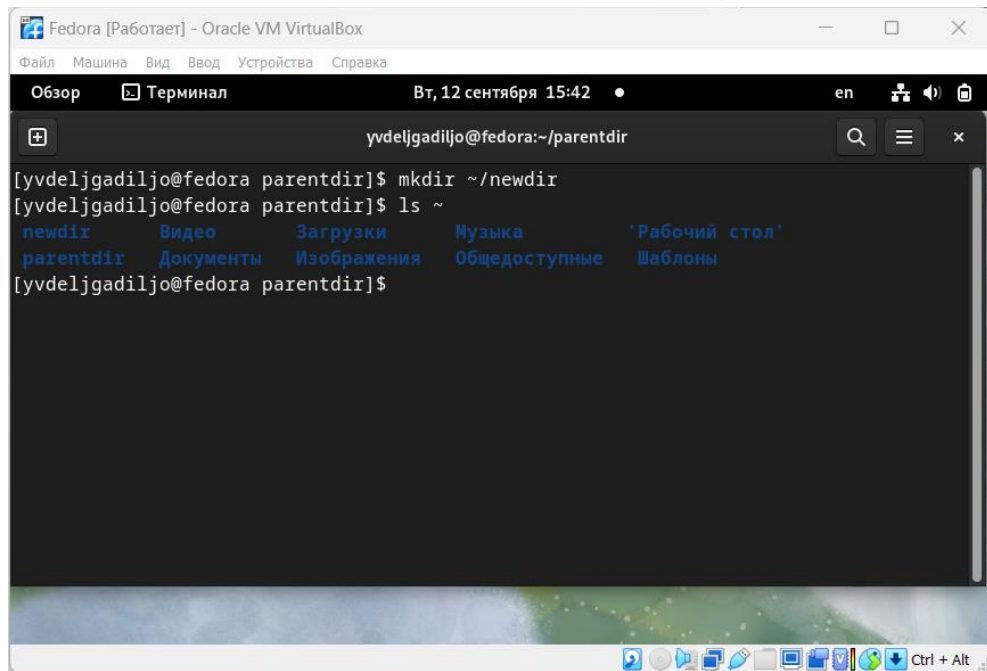 Fedora [Работает] - Oracle VM VirtualBox
Файл Машина Вид Ввод Устройства Справка
Обзор Терминал Вт, 12 сентября 15:42 en
yvdeljgadiljo@fedora:~/parentdir
[yvdeljgadiljo@fedora parentdir]$ mkdir ~/newdir
[yvdeljgadiljo@fedora parentdir]$ ls ~
newdir Видео Загрузки Музыка 'Рабочий стол'
parentdir Документы Изображения Общедоступные Шаблоны
[yvdeljgadiljo@fedora parentdir]$
Ctrl + Alt